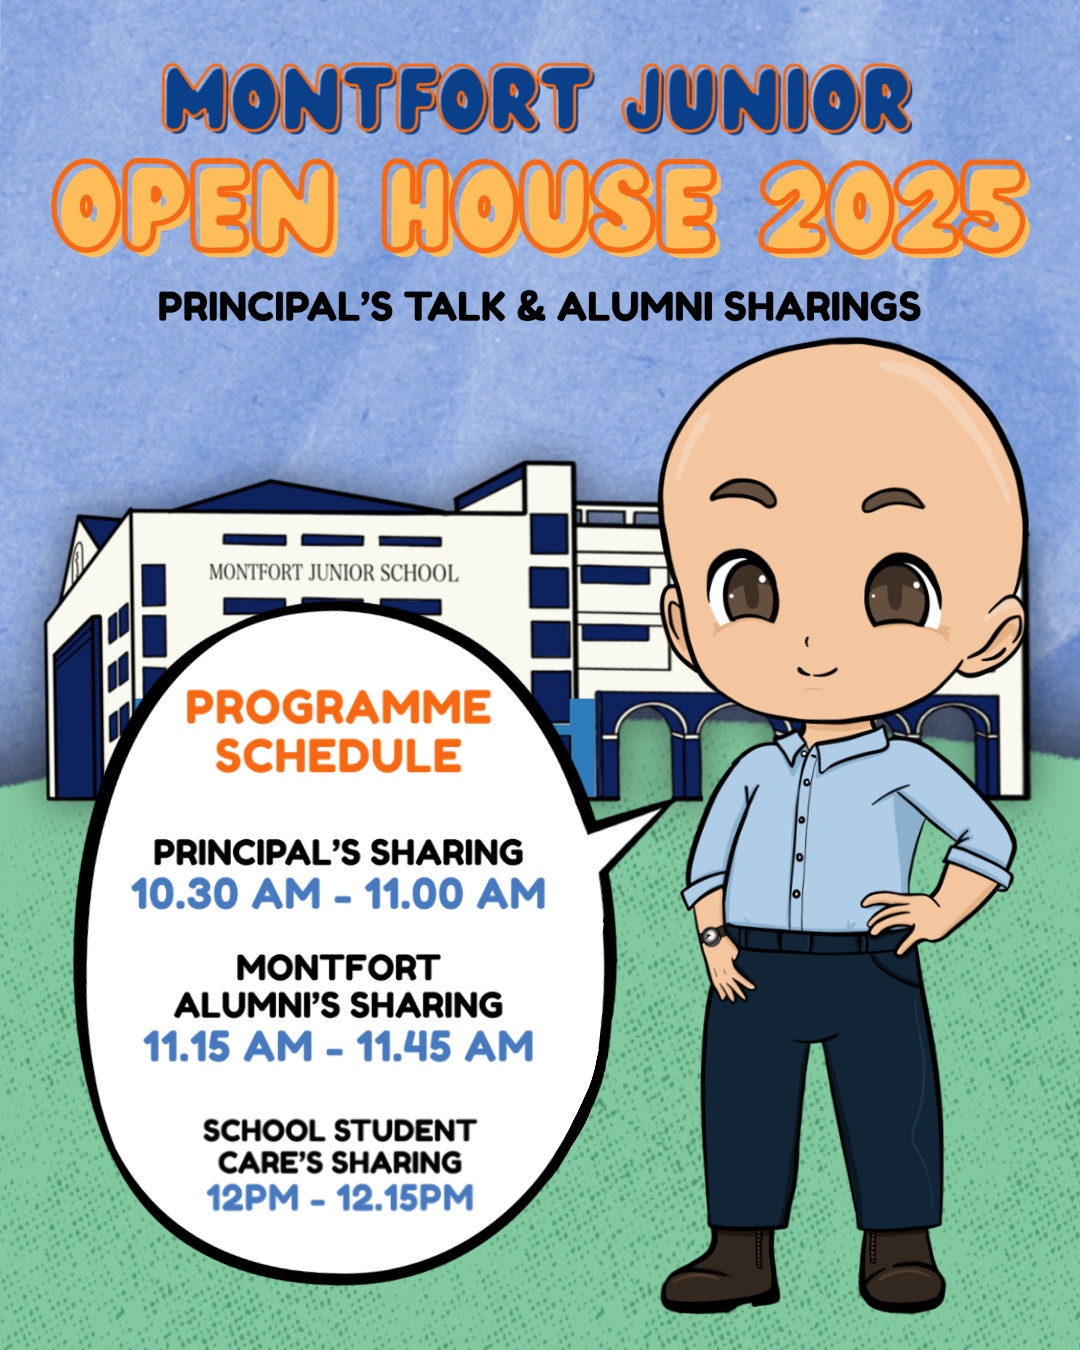 MONTFORT JUNIOR
OPEN HOUSE 2025
PRINCIPAL'S TALK & ALUMNI SHARINGS
MONTFORT JUNIOR SCHOOL
PROGRAMME
SCHEDULE
PRINCIPAL'S SHARING
10.30 AM - 11.00 AM
MONTFORT
ALUMNI'S SHARING
11.15 AM - 11.45 AM
SCHOOL STUDENT
CARE'S SHARING
12PM - 12.15PM